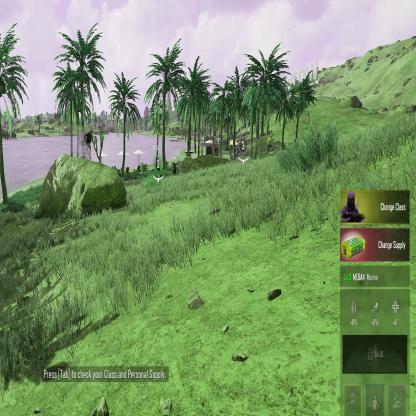 Change Class
Change Supply
M16A4 Marine
Press [Tab] to check your Class and Personal Supply.